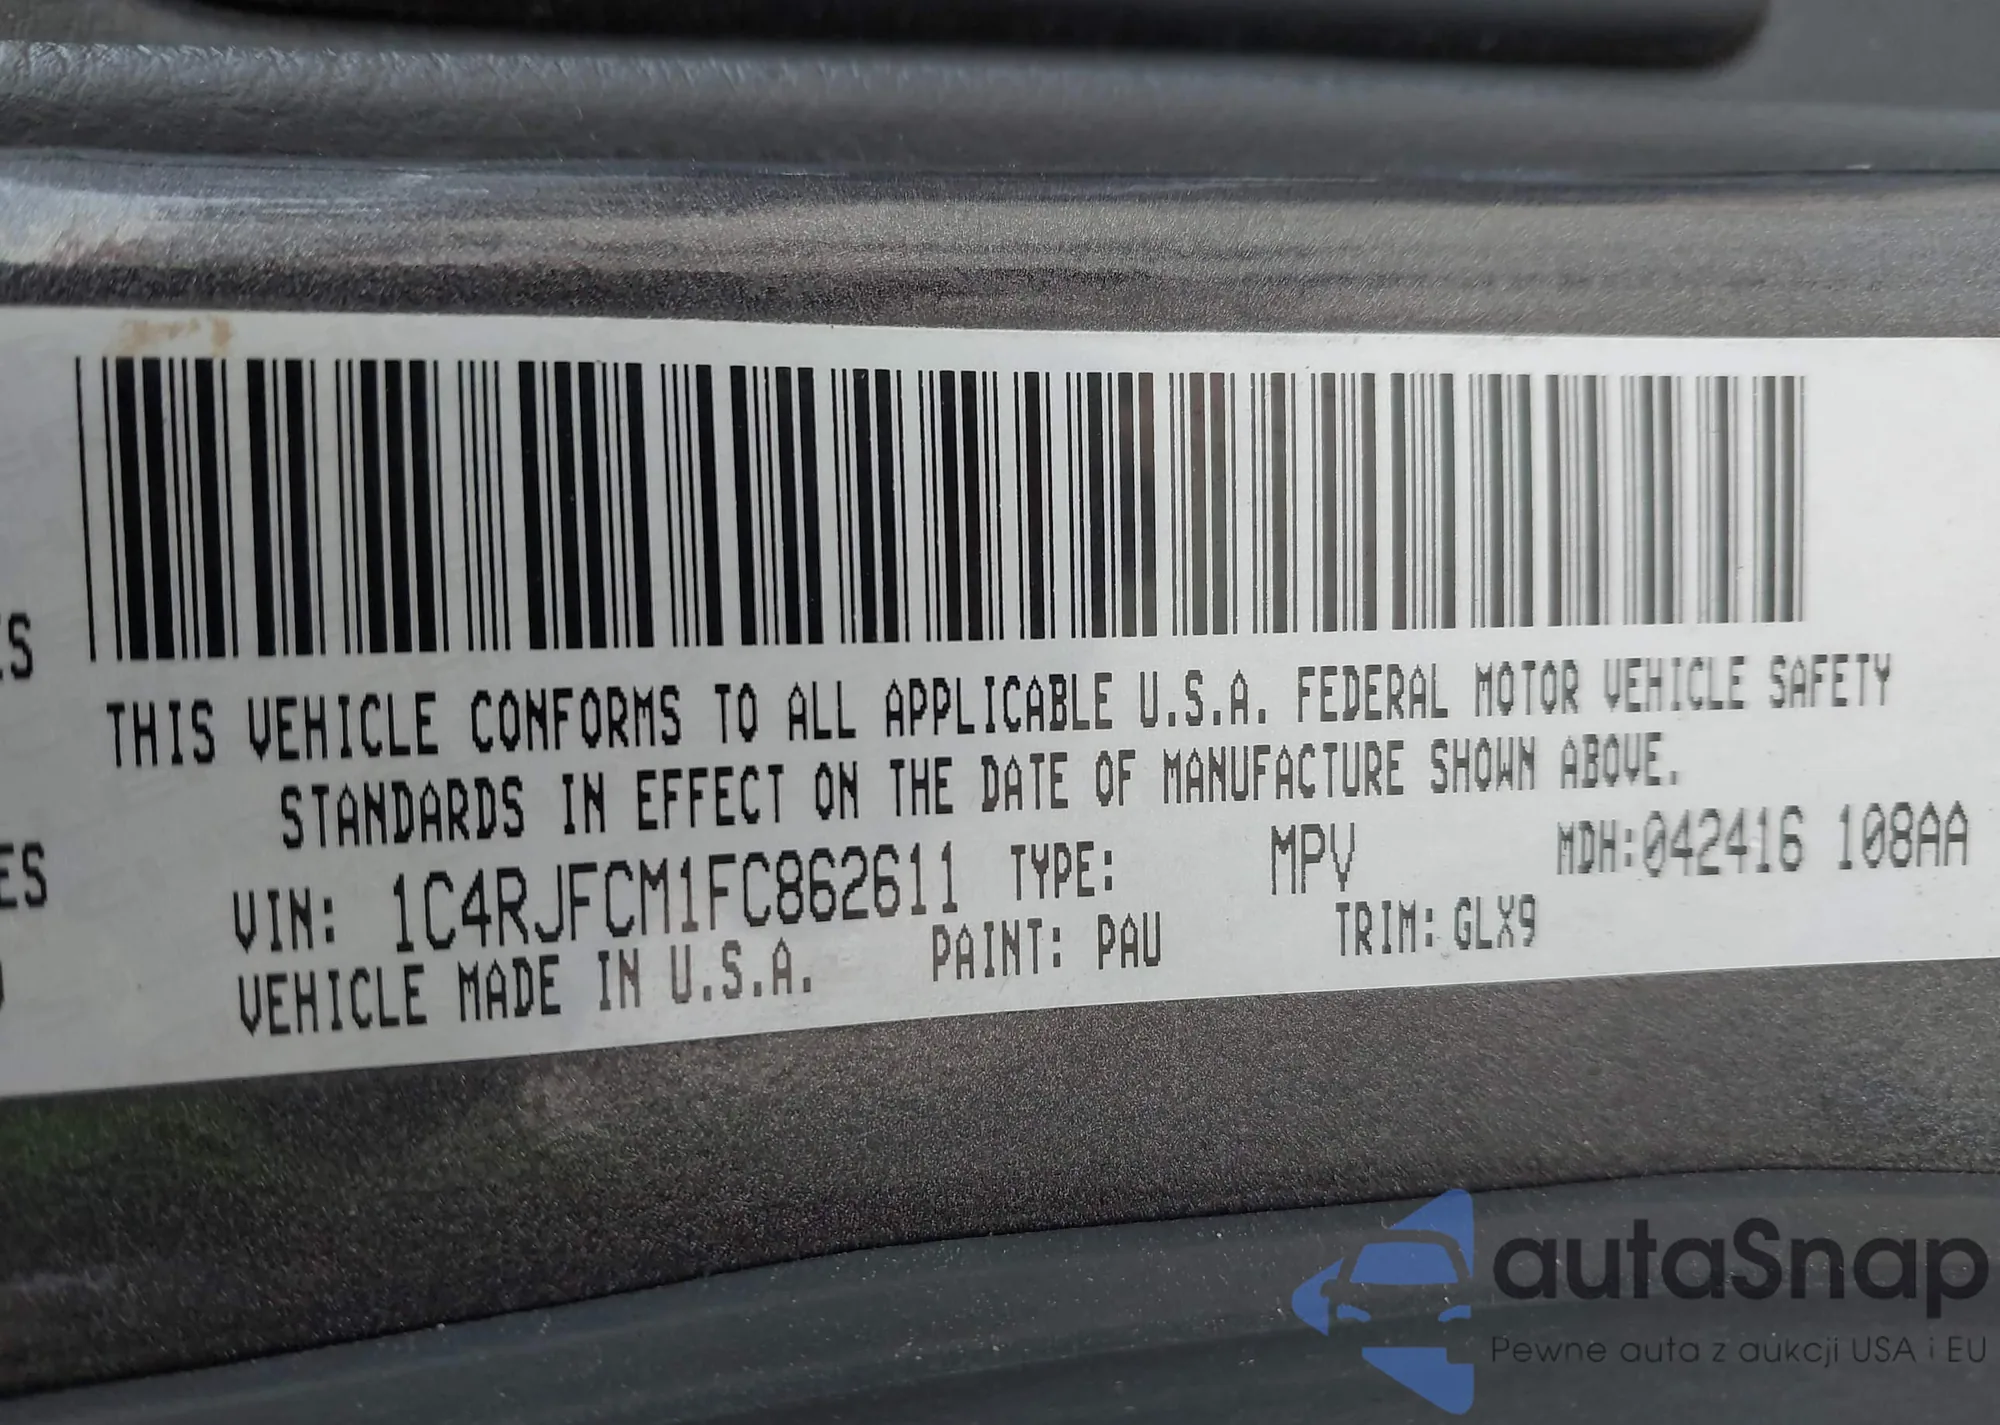 THIS VEHICLE CONFORMS TO ALL APPLICABLE U.S.A. FEDERAL MOTOR VEHICLE SAFETY
STANDARDS IN EFFECT ON THE DATE OF MANUFACTURE SHOWN ABOVE.
VIN: 1C4RJFCM1FC862611 TYPE: MPV MDH:042416 108AA
VEHICLE MADE IN U.S.A. PAINT: PAU TRIM: GLX9
ES
autaSnap
Pewne auta z aukcji USA i EU